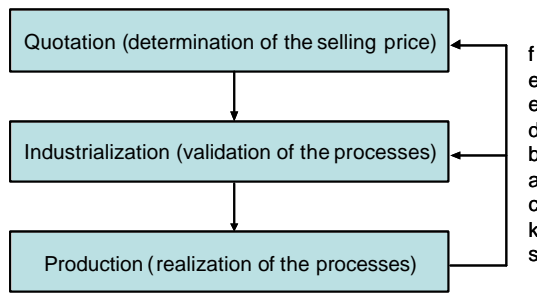 Quotation (determination of the selling price)
Industrialization (validation of the processes)
Production (realization of the processes)
f
e
e
d
b
a
c
k
s